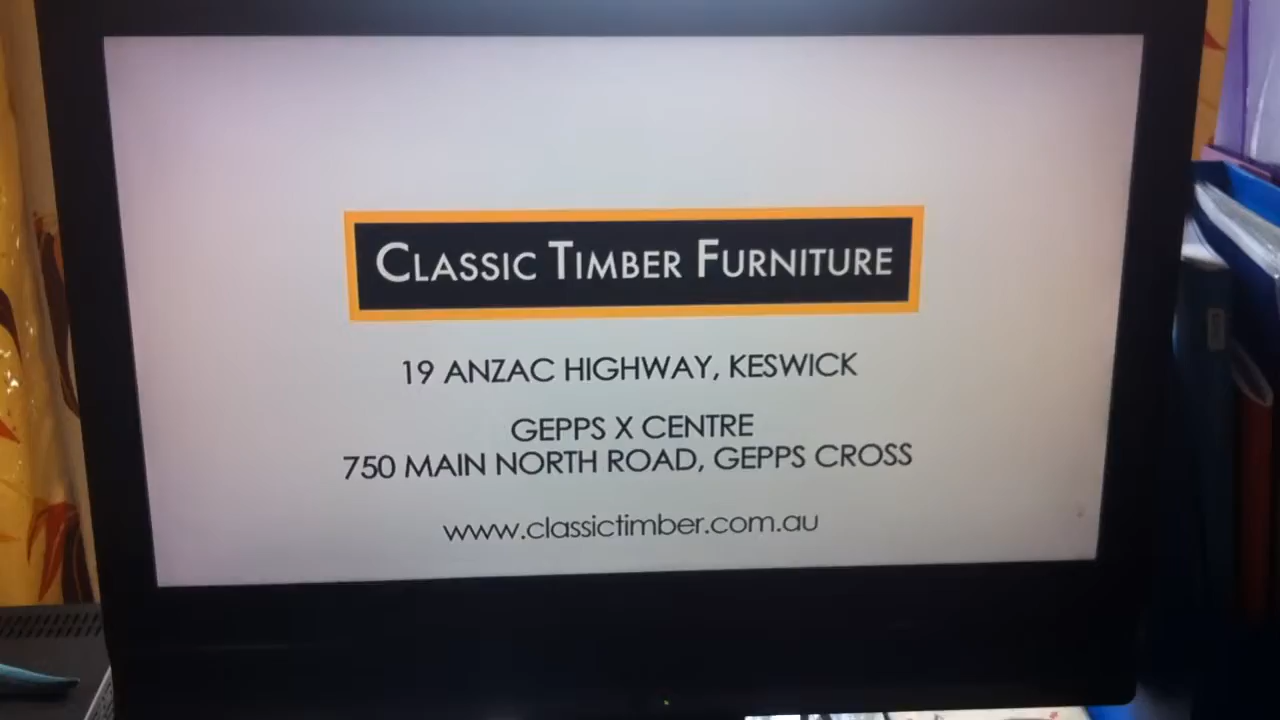 CLASSIC TIMBER FURNITURE
19 ANZAC HIGHWAY, KESWICK
GEPPS X CENTRE
750 MAIN NORTH ROAD, GEPPS CROSS
www.classictimber.com.au